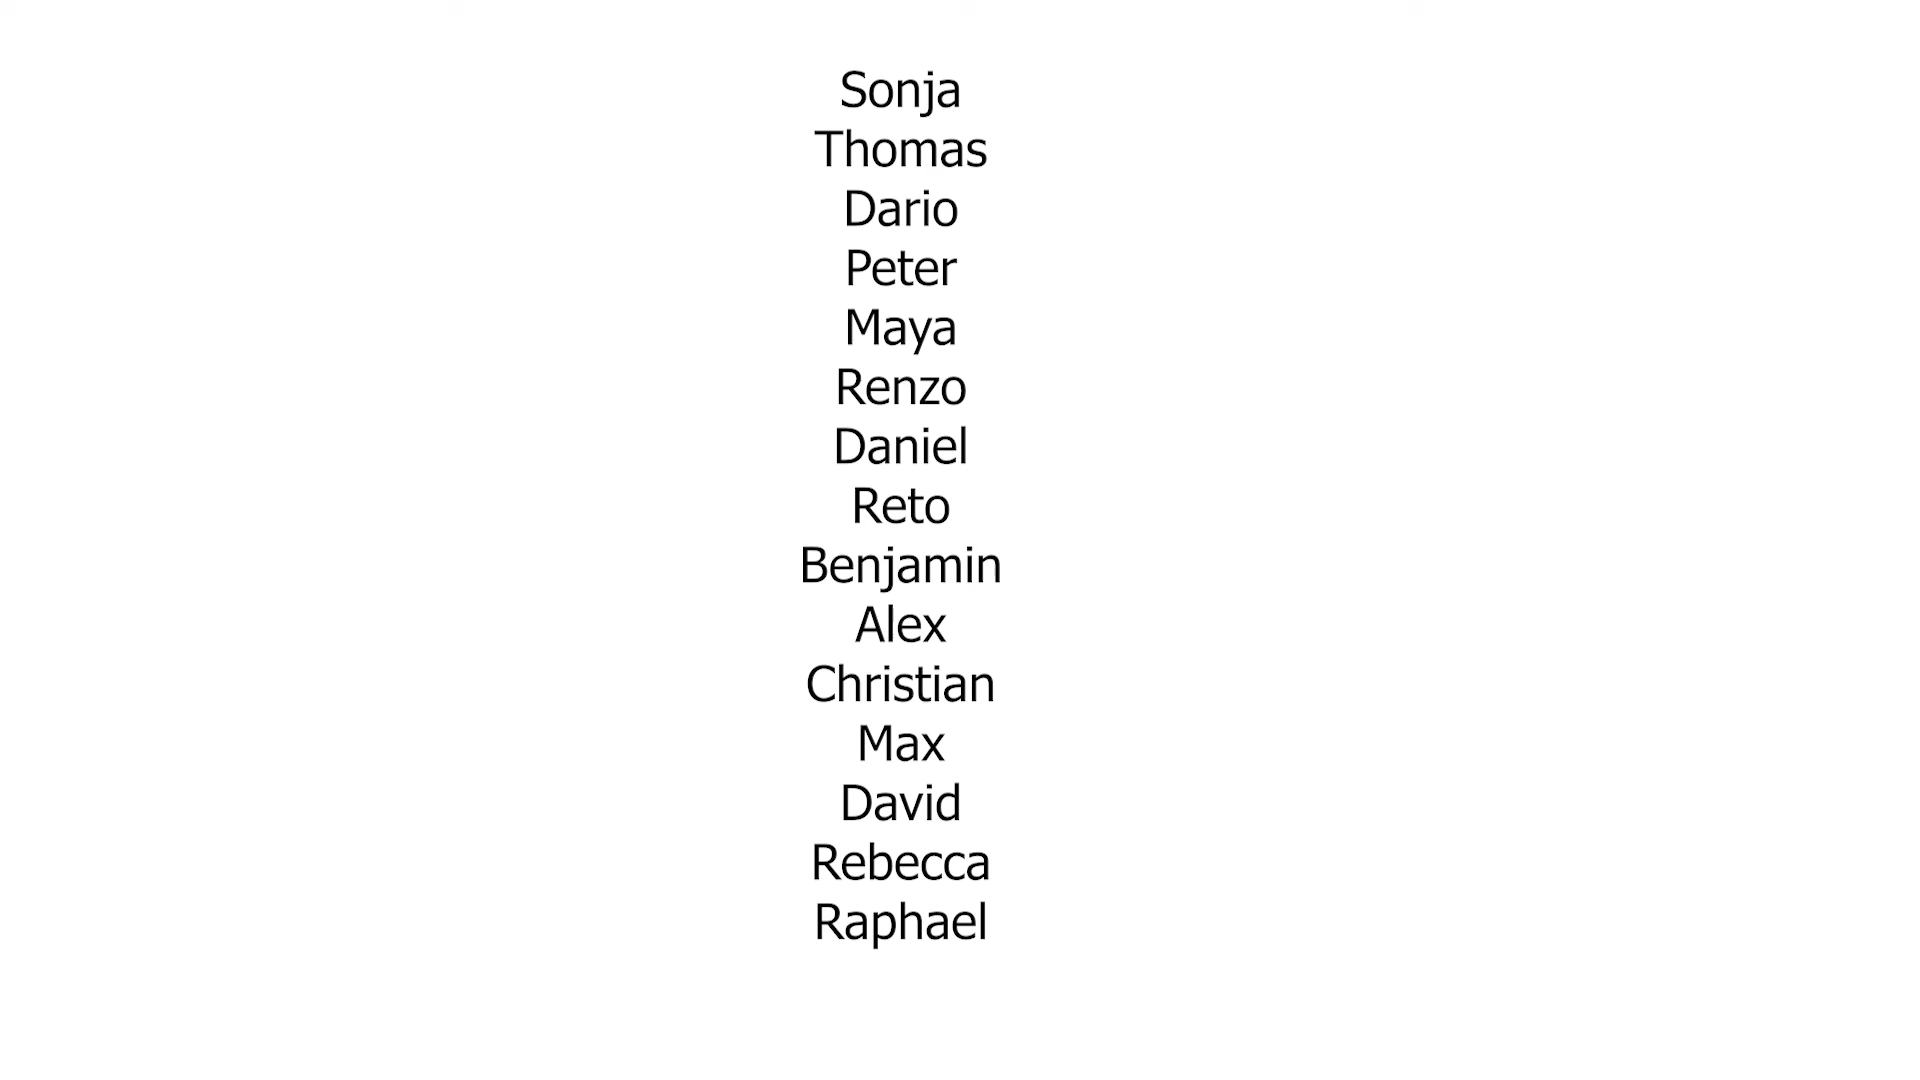 Sonja
Thomas
Dario
Peter
Maya
Renzo
Daniel
Reto
Benjamin
Alex
Christian
Max
David
Rebecca
Raphael